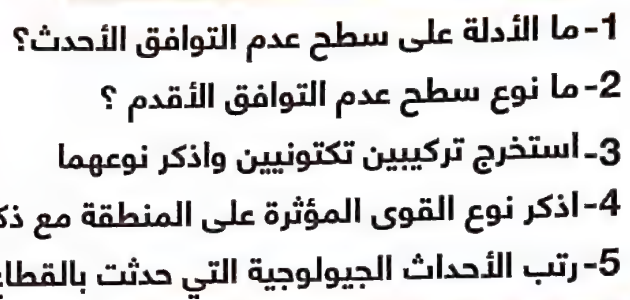 1- ما الأدلة على سطح عدم التوافق الأحدث؟
2- ما نوع سطح عدم التوافق الأقدم ؟
3- استخرج تركيبين تكتونيين واذكر نوعهما
4- اذكر نوع القوى المؤثرة على المنطقة مع
5- رتب الأحداث الجيولوجية التي حدثت